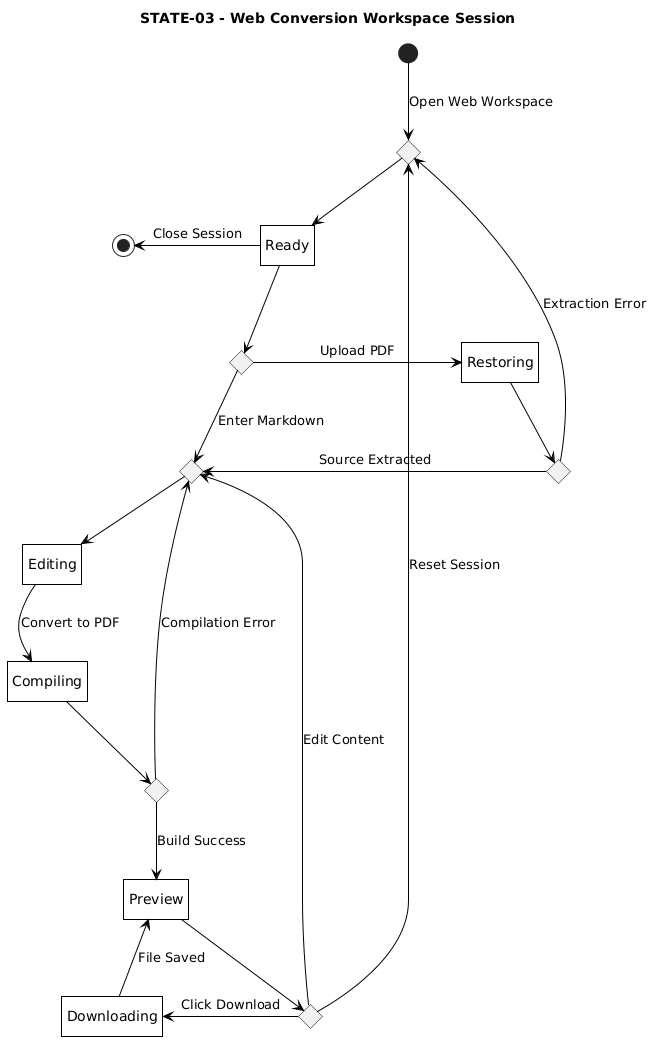 STATE-03 - Web Conversion Workspace Session
Open Web Workspace
Close Session
Ready
Extraction Error
Upload PDF
Restoring
Enter Markdown
Source Extracted
Editing
Reset Session
Convert to PDF
Compilation Error
Compiling
Edit Content
Build Success
Preview
File Saved
Click Download
Downloading